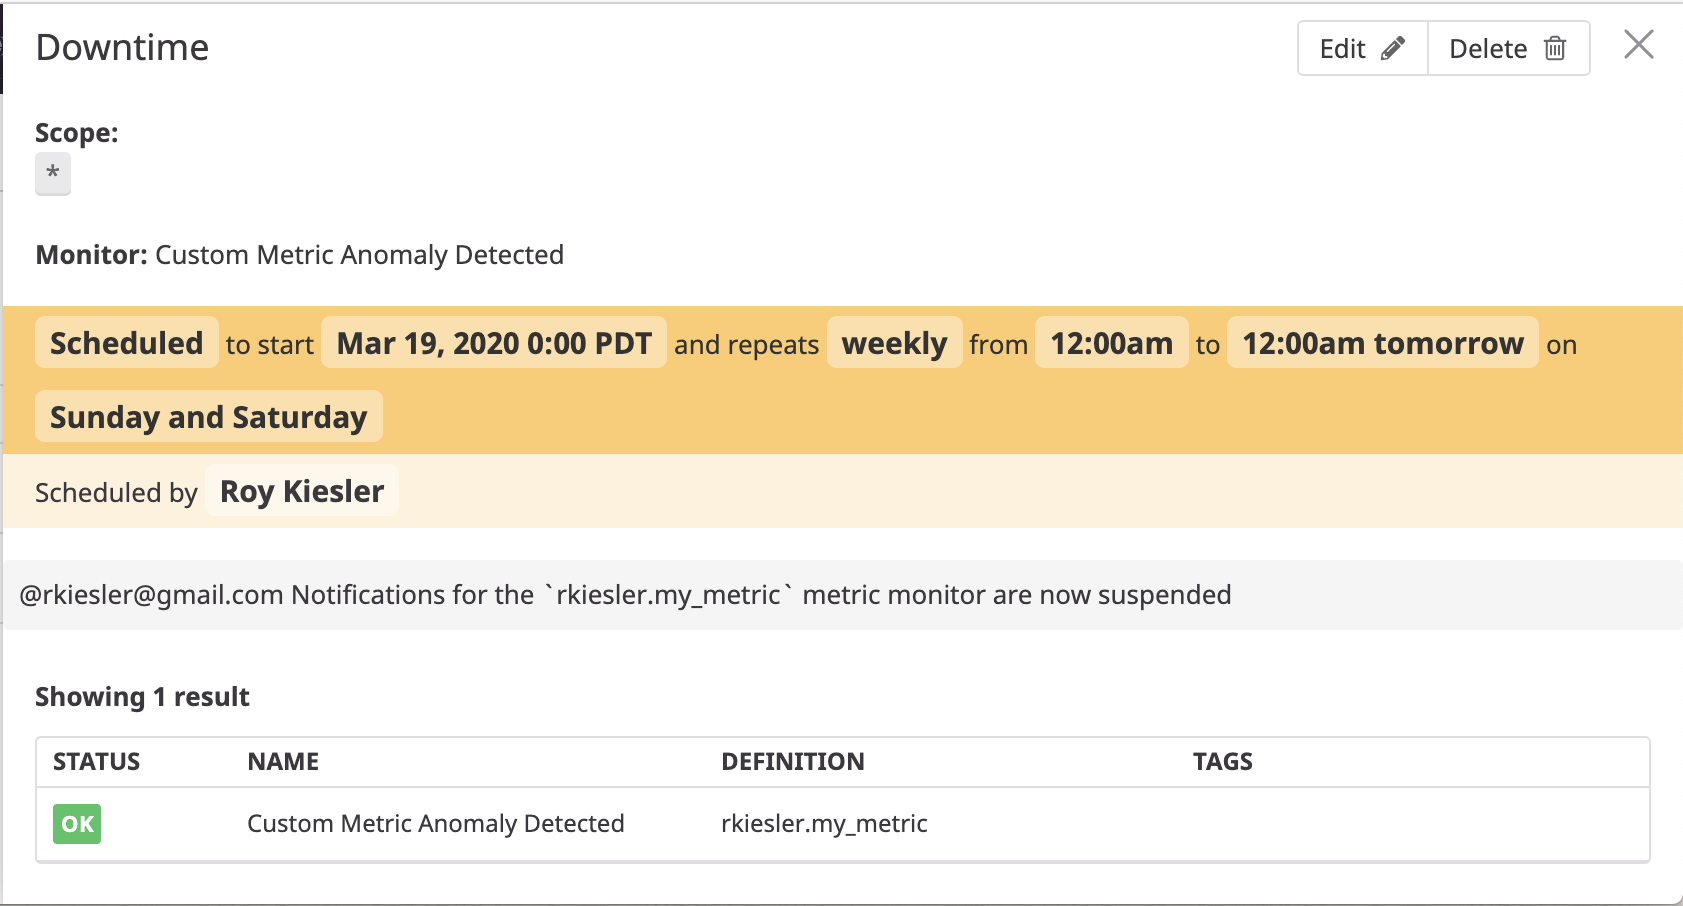 Downtime
Edit
Delete
Scope:
*
Monitor: Custom Metric Anomaly Detected
Scheduled to start Mar 19, 2020 0:00 PDT and repeats weekly from 12:00am to 12:00am tomorrow on
Sunday and Saturday
Scheduled by Roy Kiesler
@rkiesler@gmail.com Notifications for the `rkiesler.my_metric` metric monitor are now suspended
Showing 1 result
STATUS NAME DEFINITION TAGS
OK Custom Metric Anomaly Detected rkiesler.my_metric